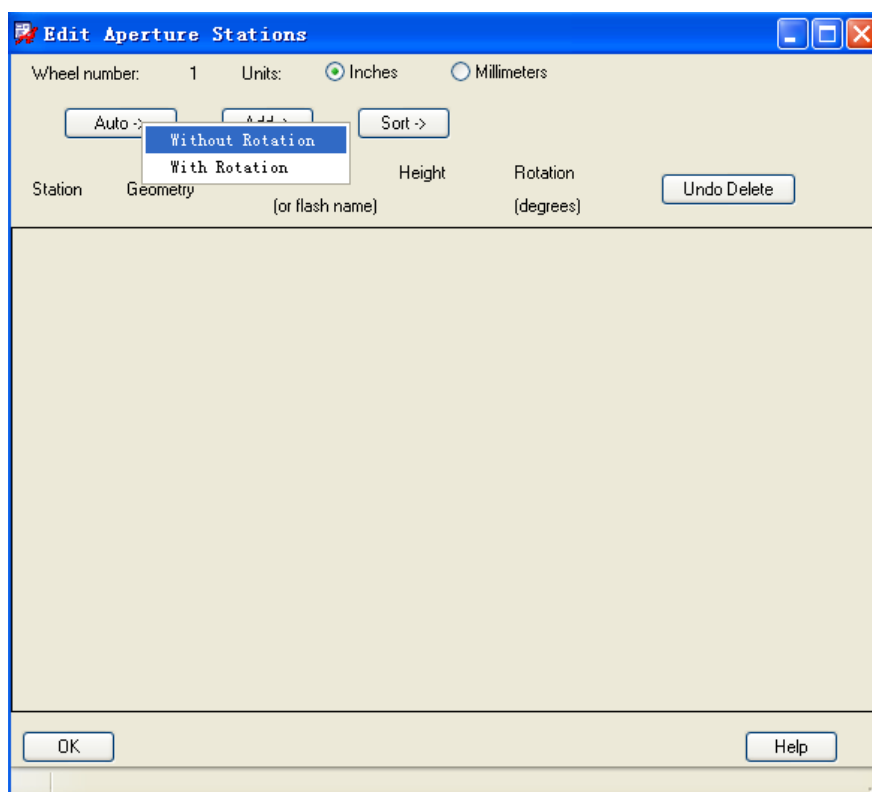 Edit Aperture Stations
Wheel number: 1 Units: Inches Millimeters
Auto -> Add -> Sort ->
Without Rotation
With Rotation
Height Rotation
Station Geometry Undo Delete
(or flash name) (degrees)
OK Help